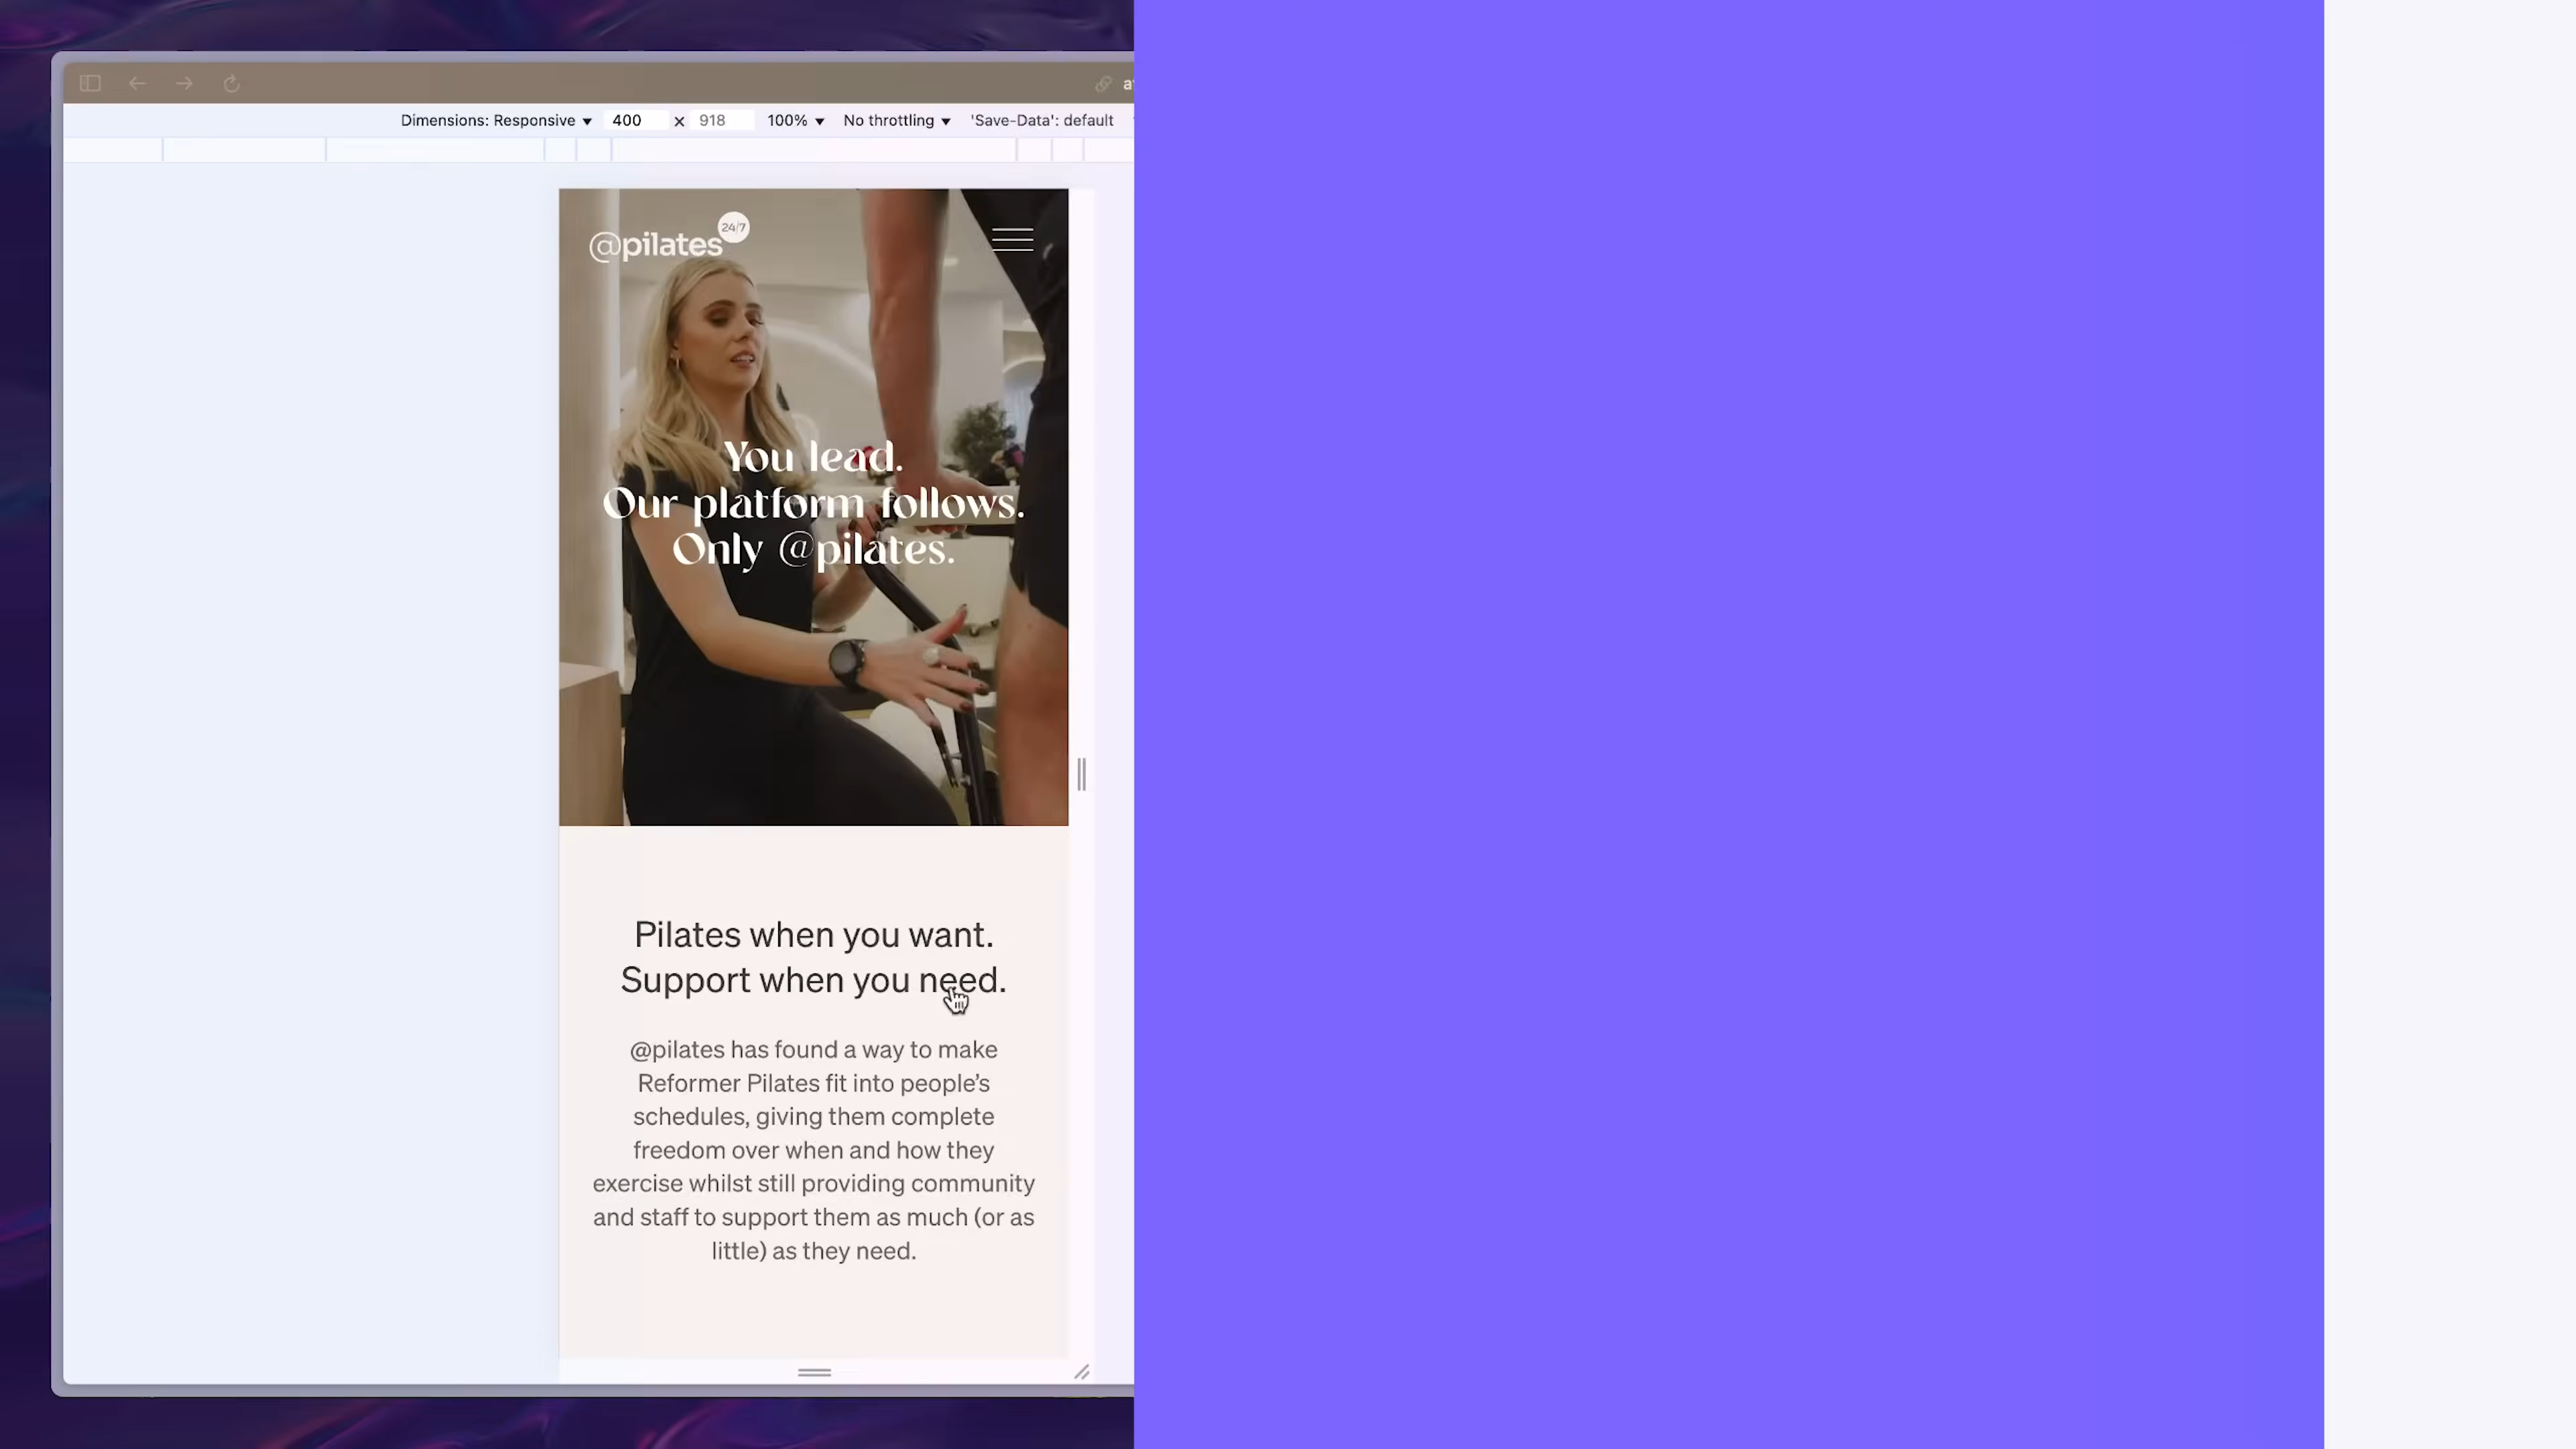 a
Dimensions: Responsive 400 x 918 100% No throttling 'Save-Data': default
@pilates 24/7
You lead.
Our platform follows.
Only @pilates.
Pilates when you want.
Support when you need.
@pilates has found a way to make
Reformer Pilates fit into people’s
schedules, giving them complete
freedom over when and how they
exercise whilst still providing community
and staff to support them as much (or as
little) as they need.